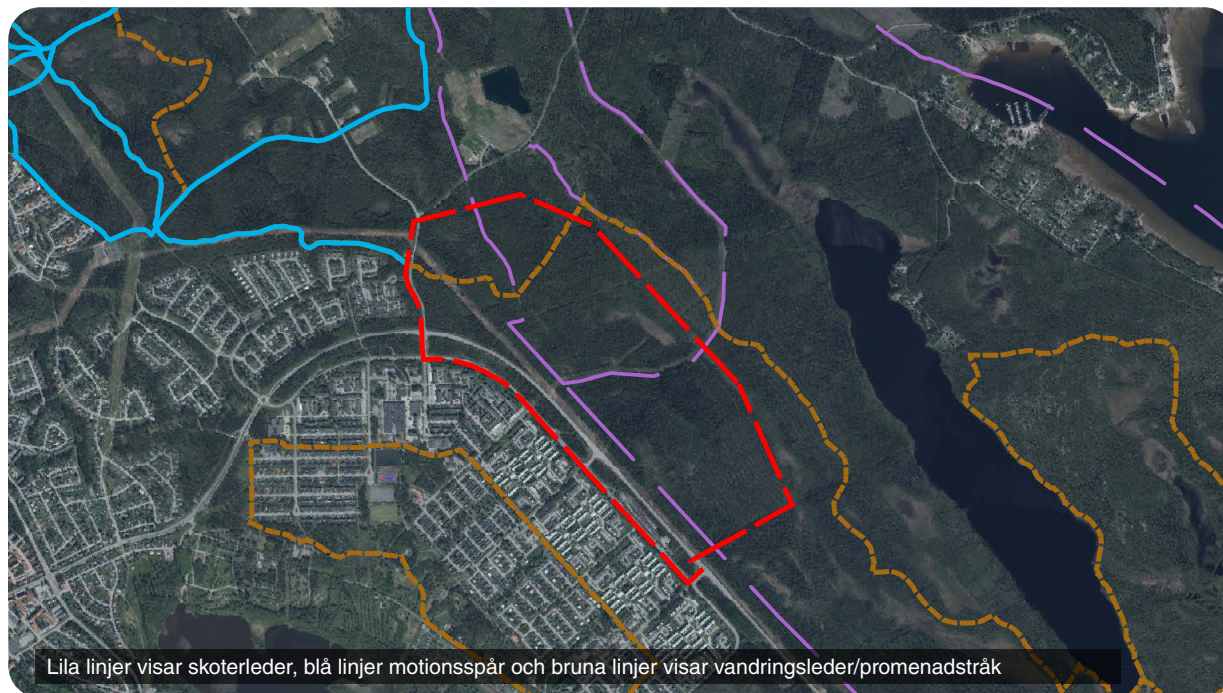 Lila linjer visar skoterleder, blå linjer motionsspår och bruna linjer visar vandringsleder/promenadstråk